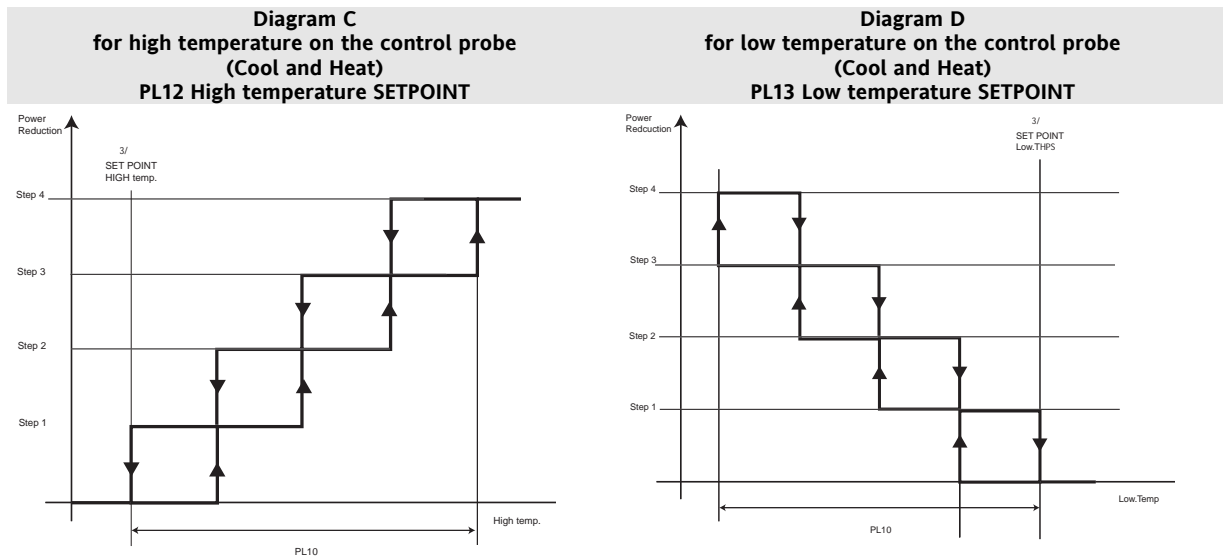 Diagram C
for high temperature on the control probe
(Cool and Heat)
PL12 High temperature SETPOINT
Power
Reduction
3/
SET POINT
HIGH temp.
Step 4
Step 3
Step 2
Step 1
High temp.
PL10
Diagram D
for low temperature on the control probe
(Cool and Heat)
PL13 Low temperature SETPOINT
Power
Redcuction
3/
SET POINT
Low.THPS
Step 4
Step 3
Step 2
Step 1
Low.Temp
PL10